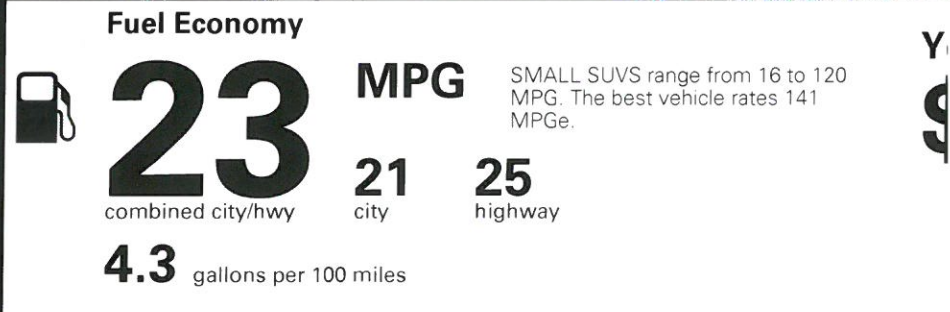 Fuel Economy
23
MPG
SMALL SUVS range from 16 to 120
MPG. The best vehicle rates 141
MPGe.
combined city/hwy
21
city
25
highway
4.3 gallons per 100 miles